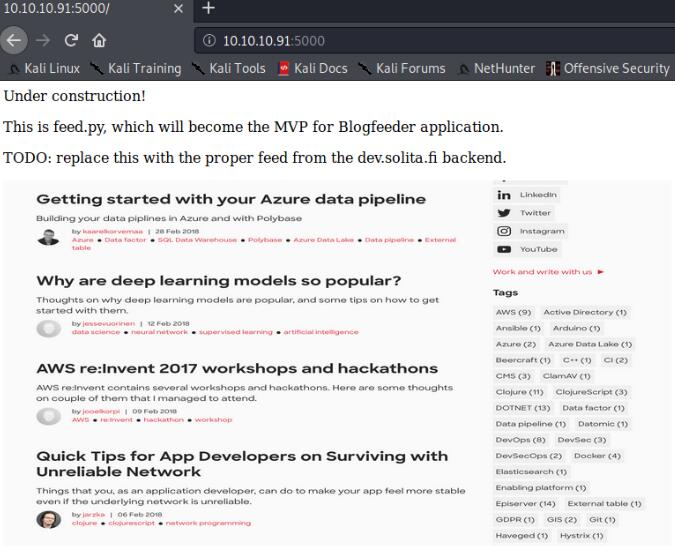 10.10.10.91:5000/
10.10.10.91:5000
Kali Linux Kali Training Kali Tools Kali Docs Kali Forums NetHunter Offensive Security
Under construction!
This is feed.py, which will become the MVP for Blogfeeder application.
TODO: replace this with the proper feed from the dev.solita.fi backend.
Getting started with your Azure data pipeline
Building your data piplines in Azure and with Polybase
by kaarelkorvemaa | 28 Feb 2018
Azure • Data factor • SQL Data Warehouse • Polybase • Azure Data Lake • Data pipeline • External
table
Why are deep learning models so popular?
Thoughts on why deep learning models are popular, and some tips on how to get
started with them.
by jessevuorinen | 12 Feb 2018
data science • neural network • supervised learning • artificial intelligence
AWS re:Invent 2017 workshops and hackathons
AWS re:Invent contains several workshops and hackathons. Here are some thoughts
on couple of them that I managed to attend.
by jooelkorpi | 09 Feb 2018
AWS • re:Invent • hackathon • workshop
Quick Tips for App Developers on Surviving with
Unreliable Network
Things that you, as an application developer, can do to make your app feel more stable
even if the underlying network is unreliable.
by jarzka | 06 Feb 2018
clojure • clojurescript • network programming
LinkedIn
Twitter
Instagram
YouTube
Work and write with us ►
Tags
AWS (9) Active Directory (1)
Ansible (1) Arduino (1)
Azure (2) Azure Data Lake (1)
Beercraft (1) C++ (1) CI (2)
CMS (3) ClamAV (1)
Clojure (11) ClojureScript (3)
DOTNET (13) Data factor (1)
Data pipeline (1) Datomic (1)
DevOps (8) DevSec (3)
DevSecOps (2) Docker (4)
Elasticsearch (1)
Enabling platform (1)
Episerver (14) External table (1)
GDPR (1) GIS (2) Git (1)
Haveged (1) Hystrix (1)